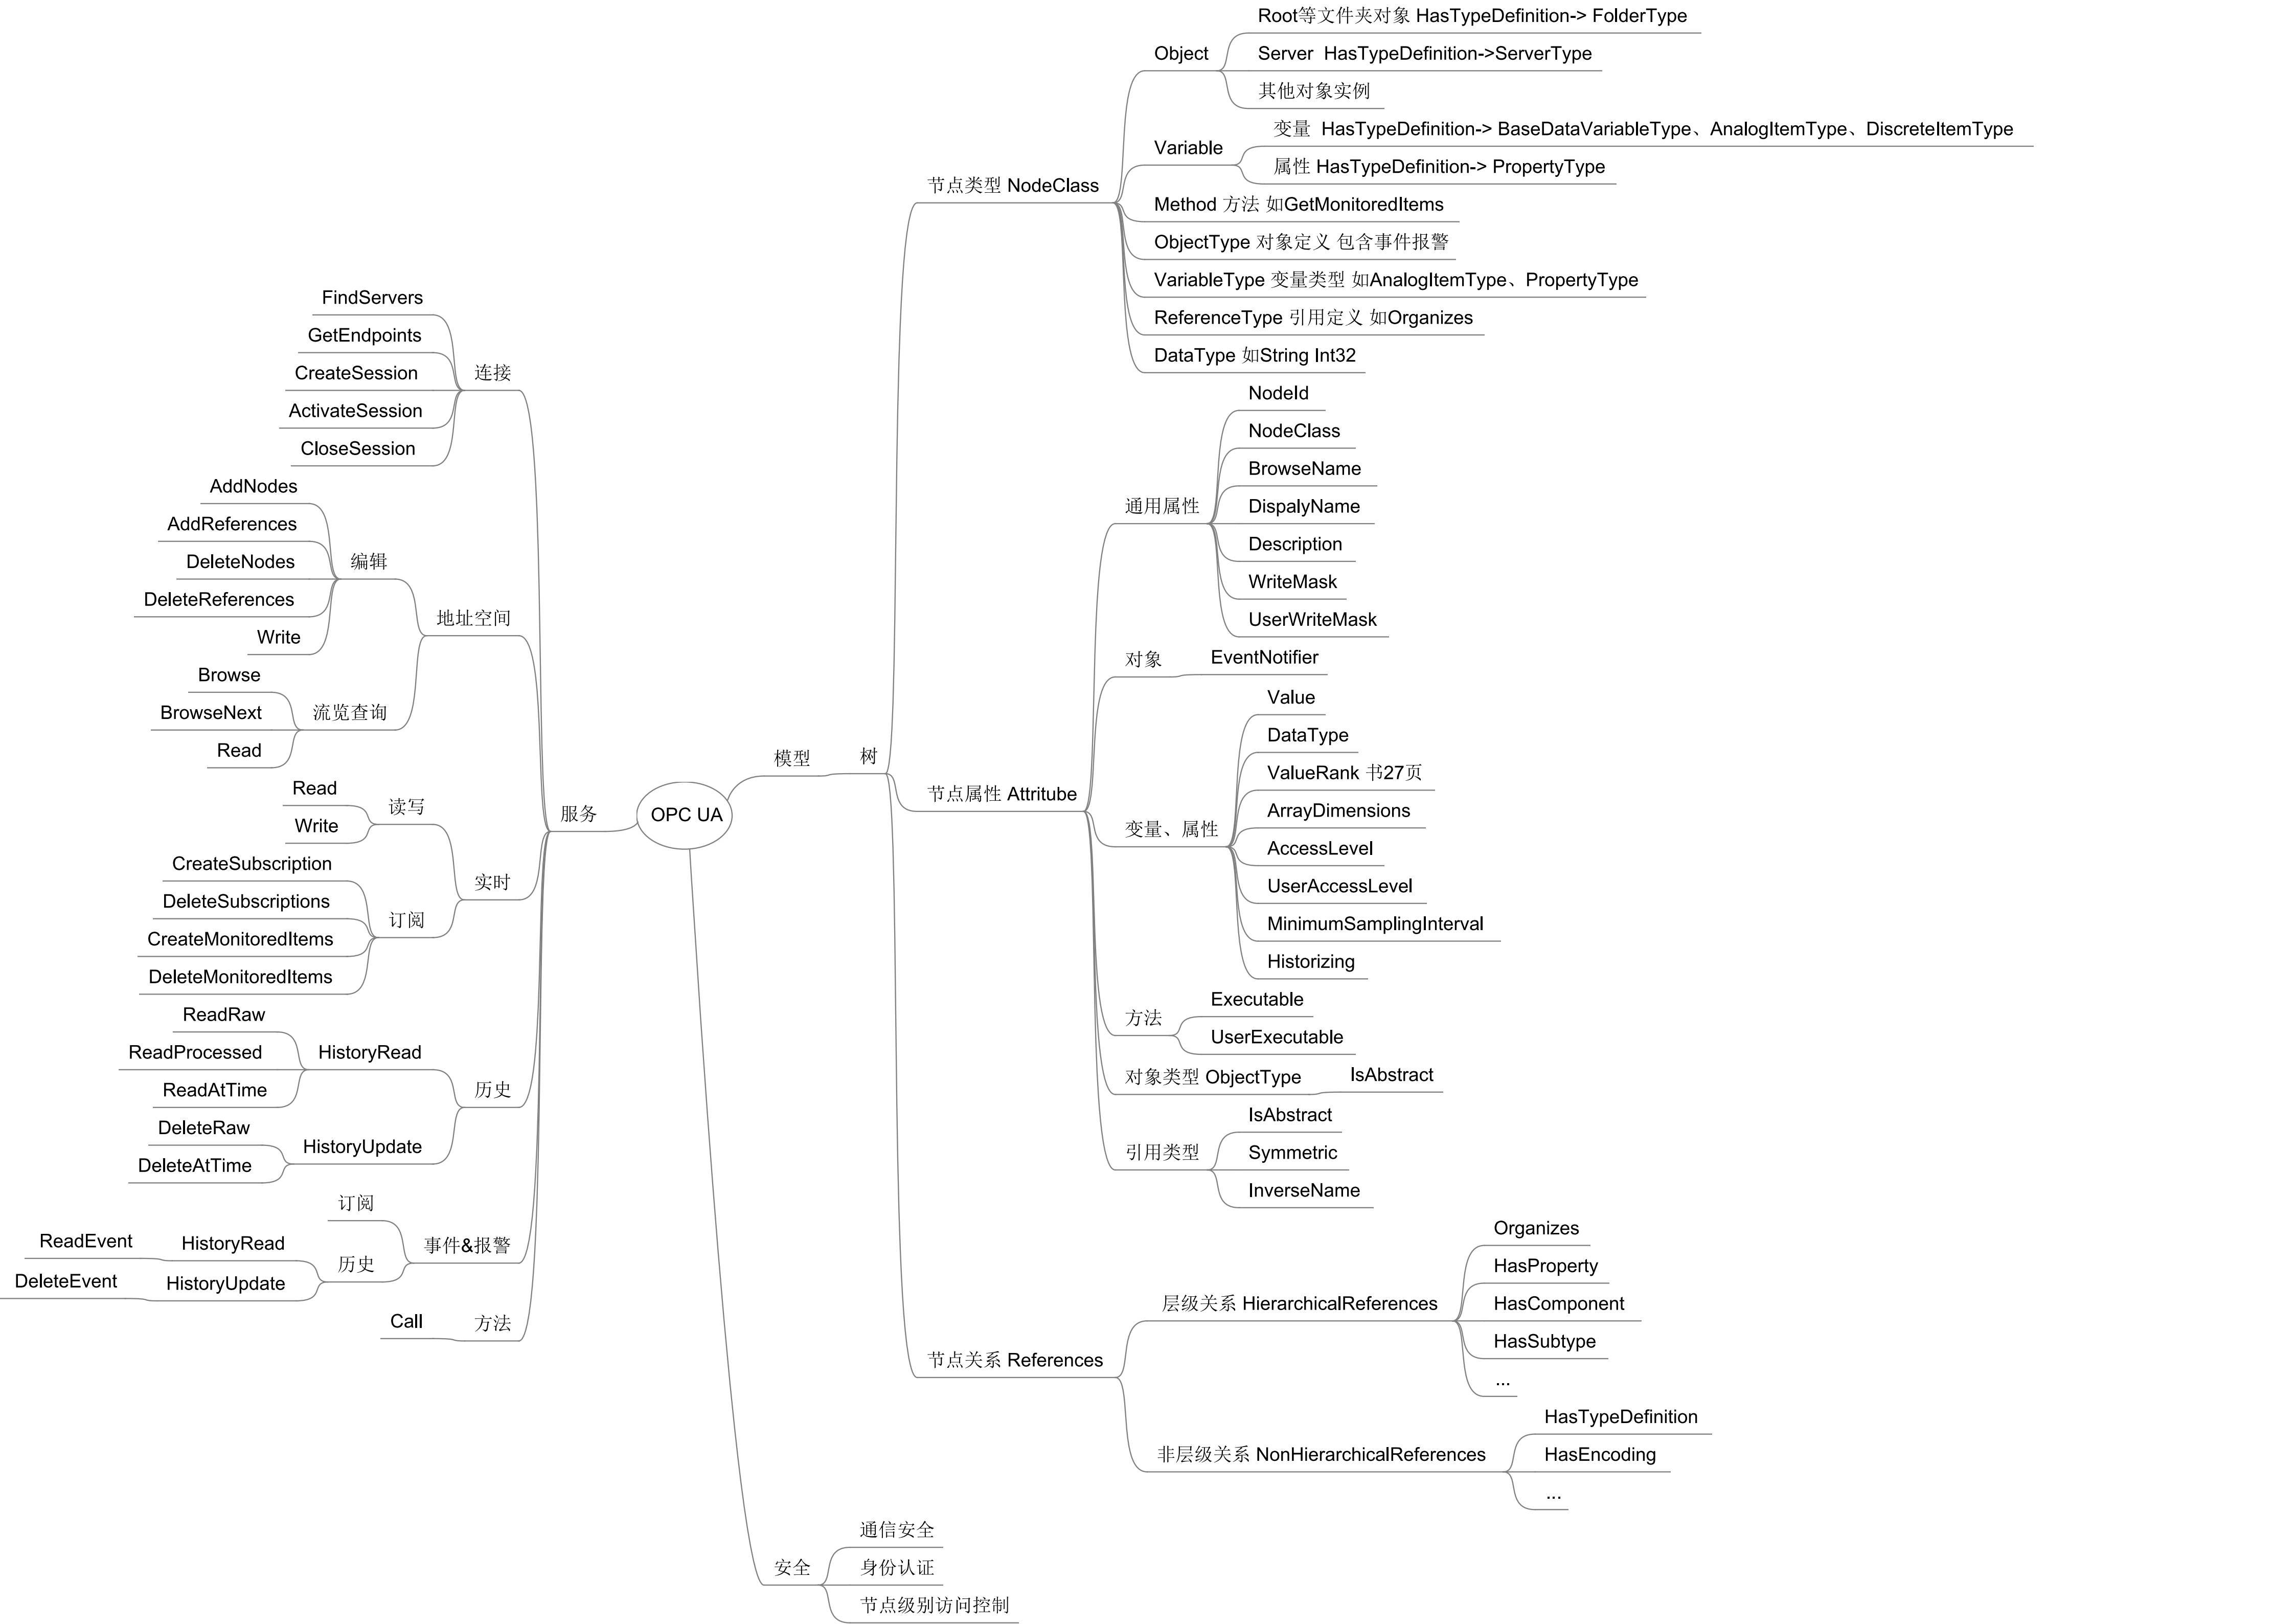 OPC UA
模型
树
节点类型 NodeClass
Object
Root等文件夹对象 HasTypeDefinition-> FolderType
Server  HasTypeDefinition->ServerType
其他对象实例
Variable
变量  HasTypeDefinition-> BaseDataVariableType、AnalogItemType、DiscreteItemType
属性 HasTypeDefinition-> PropertyType
Method 方法 如GetMonitoredItems
ObjectType 对象定义 包含事件报警
VariableType 变量类型 如AnalogItemType、PropertyType
ReferenceType 引用定义 如Organizes
DataType 如String Int32
节点属性 Attritube
通用属性
NodeId
NodeClass
BrowseName
DispalyName
Description
WriteMask
UserWriteMask
对象
EventNotifier
变量、属性
Value
DataType
ValueRank 书27页
ArrayDimensions
AccessLevel
UserAccessLevel
MinimumSamplingInterval
Historizing
方法
Executable
UserExecutable
对象类型 ObjectType
IsAbstract
引用类型
IsAbstract
Symmetric
InverseName
节点关系 References
层级关系 HierarchicalReferences
Organizes
HasProperty
HasComponent
HasSubtype
...
非层级关系 NonHierarchicalReferences
HasTypeDefinition
HasEncoding
...
安全
通信安全
身份认证
节点级别访问控制
服务
连接
FindServers
GetEndpoints
CreateSession
ActivateSession
CloseSession
地址空间
编辑
AddNodes
AddReferences
DeleteNodes
DeleteReferences
Write
流览查询
Browse
BrowseNext
Read
实时
读写
Read
Write
订阅
CreateSubscription
DeleteSubscriptions
CreateMonitoredItems
DeleteMonitoredItems
历史
HistoryRead
ReadRaw
ReadProcessed
ReadAtTime
HistoryUpdate
DeleteRaw
DeleteAtTime
事件&报警
订阅
历史
HistoryRead
ReadEvent
HistoryUpdate
DeleteEvent
方法
Call